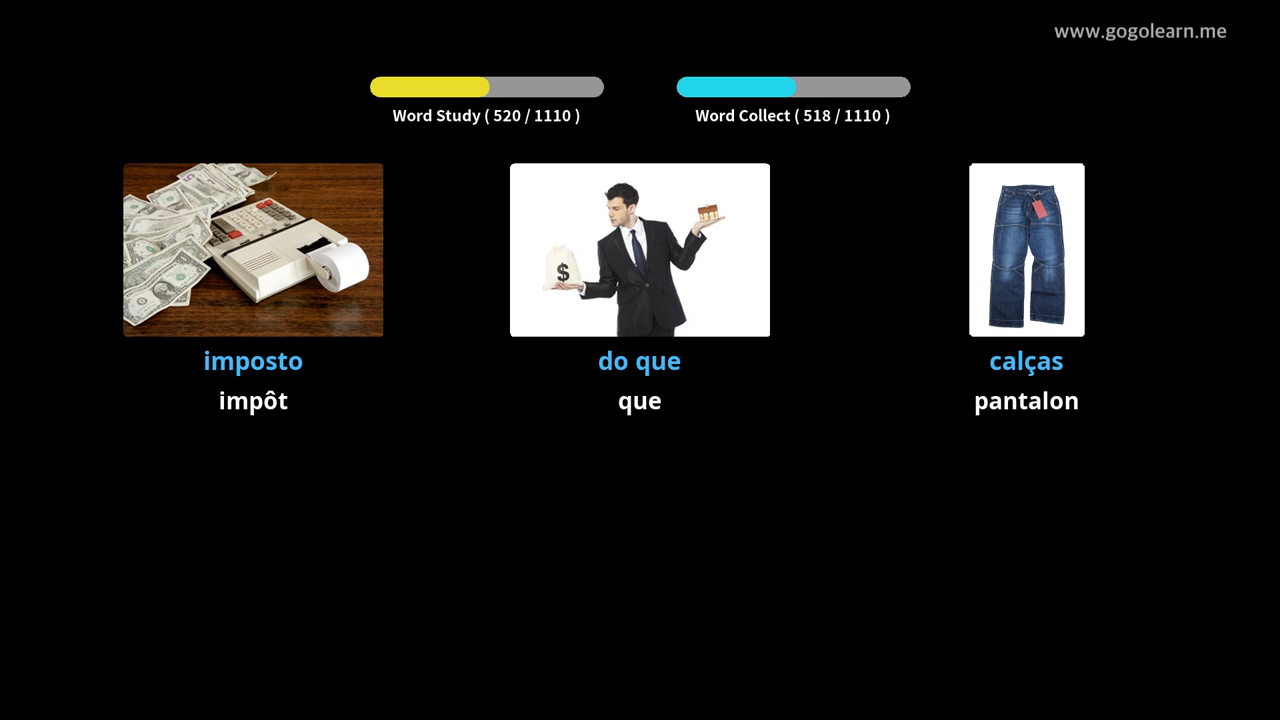 www.gogolearn.me
Word Study ( 520 / 1110 )
Word Collect ( 518 / 1110 )
$
imposto
do que
calças
impôt
que
pantalon